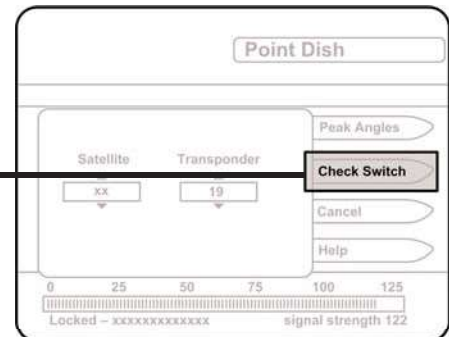 Point Dish
Peak Angles
Satellite Transponder
Check Switch
xx 19
Cancel
Help
0 25 50 75 100 125
Locked – xxxxxxxxxxxxx signal strength 122